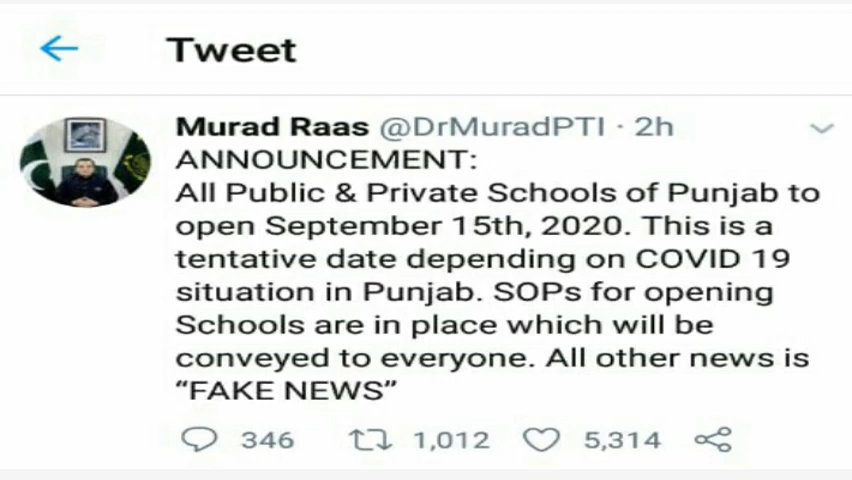 Tweet
Murad Raas @DrMuradPTI · 2h
ANNOUNCEMENT:
All Public & Private Schools of Punjab to
open September 15th, 2020. This is a
tentative date depending on COVID 19
situation in Punjab. SOPs for opening
Schools are in place which will be
conveyed to everyone. All other news is
“FAKE NEWS”
346 1,012 5,314